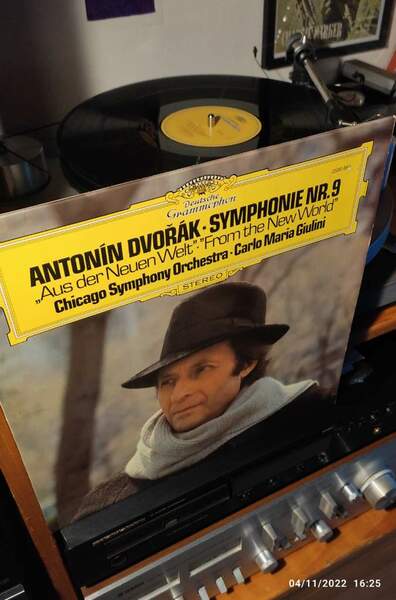 Deutsche
Grammophon
ANTONÍN DVOŘÁK · SYMPHONIE NR. 9
„Aus der Neuen Welt” · “From the New World”
Chicago Symphony Orchestra · Carlo Maria Giulini
STEREO
04/11/2022 16:25